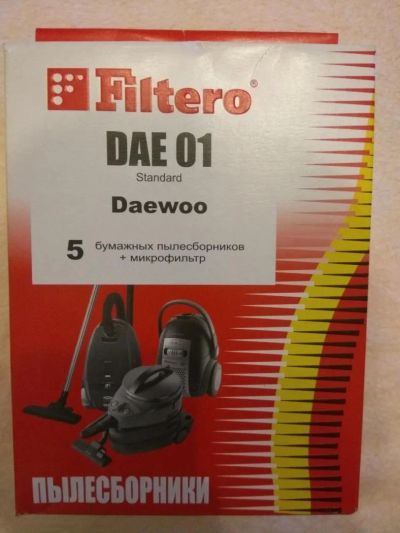 Filtero®
DAE 01
Standard
Daewoo
5 бумажных пылесборников
+ микрофильтр
ПЫЛЕСБОРНИКИ